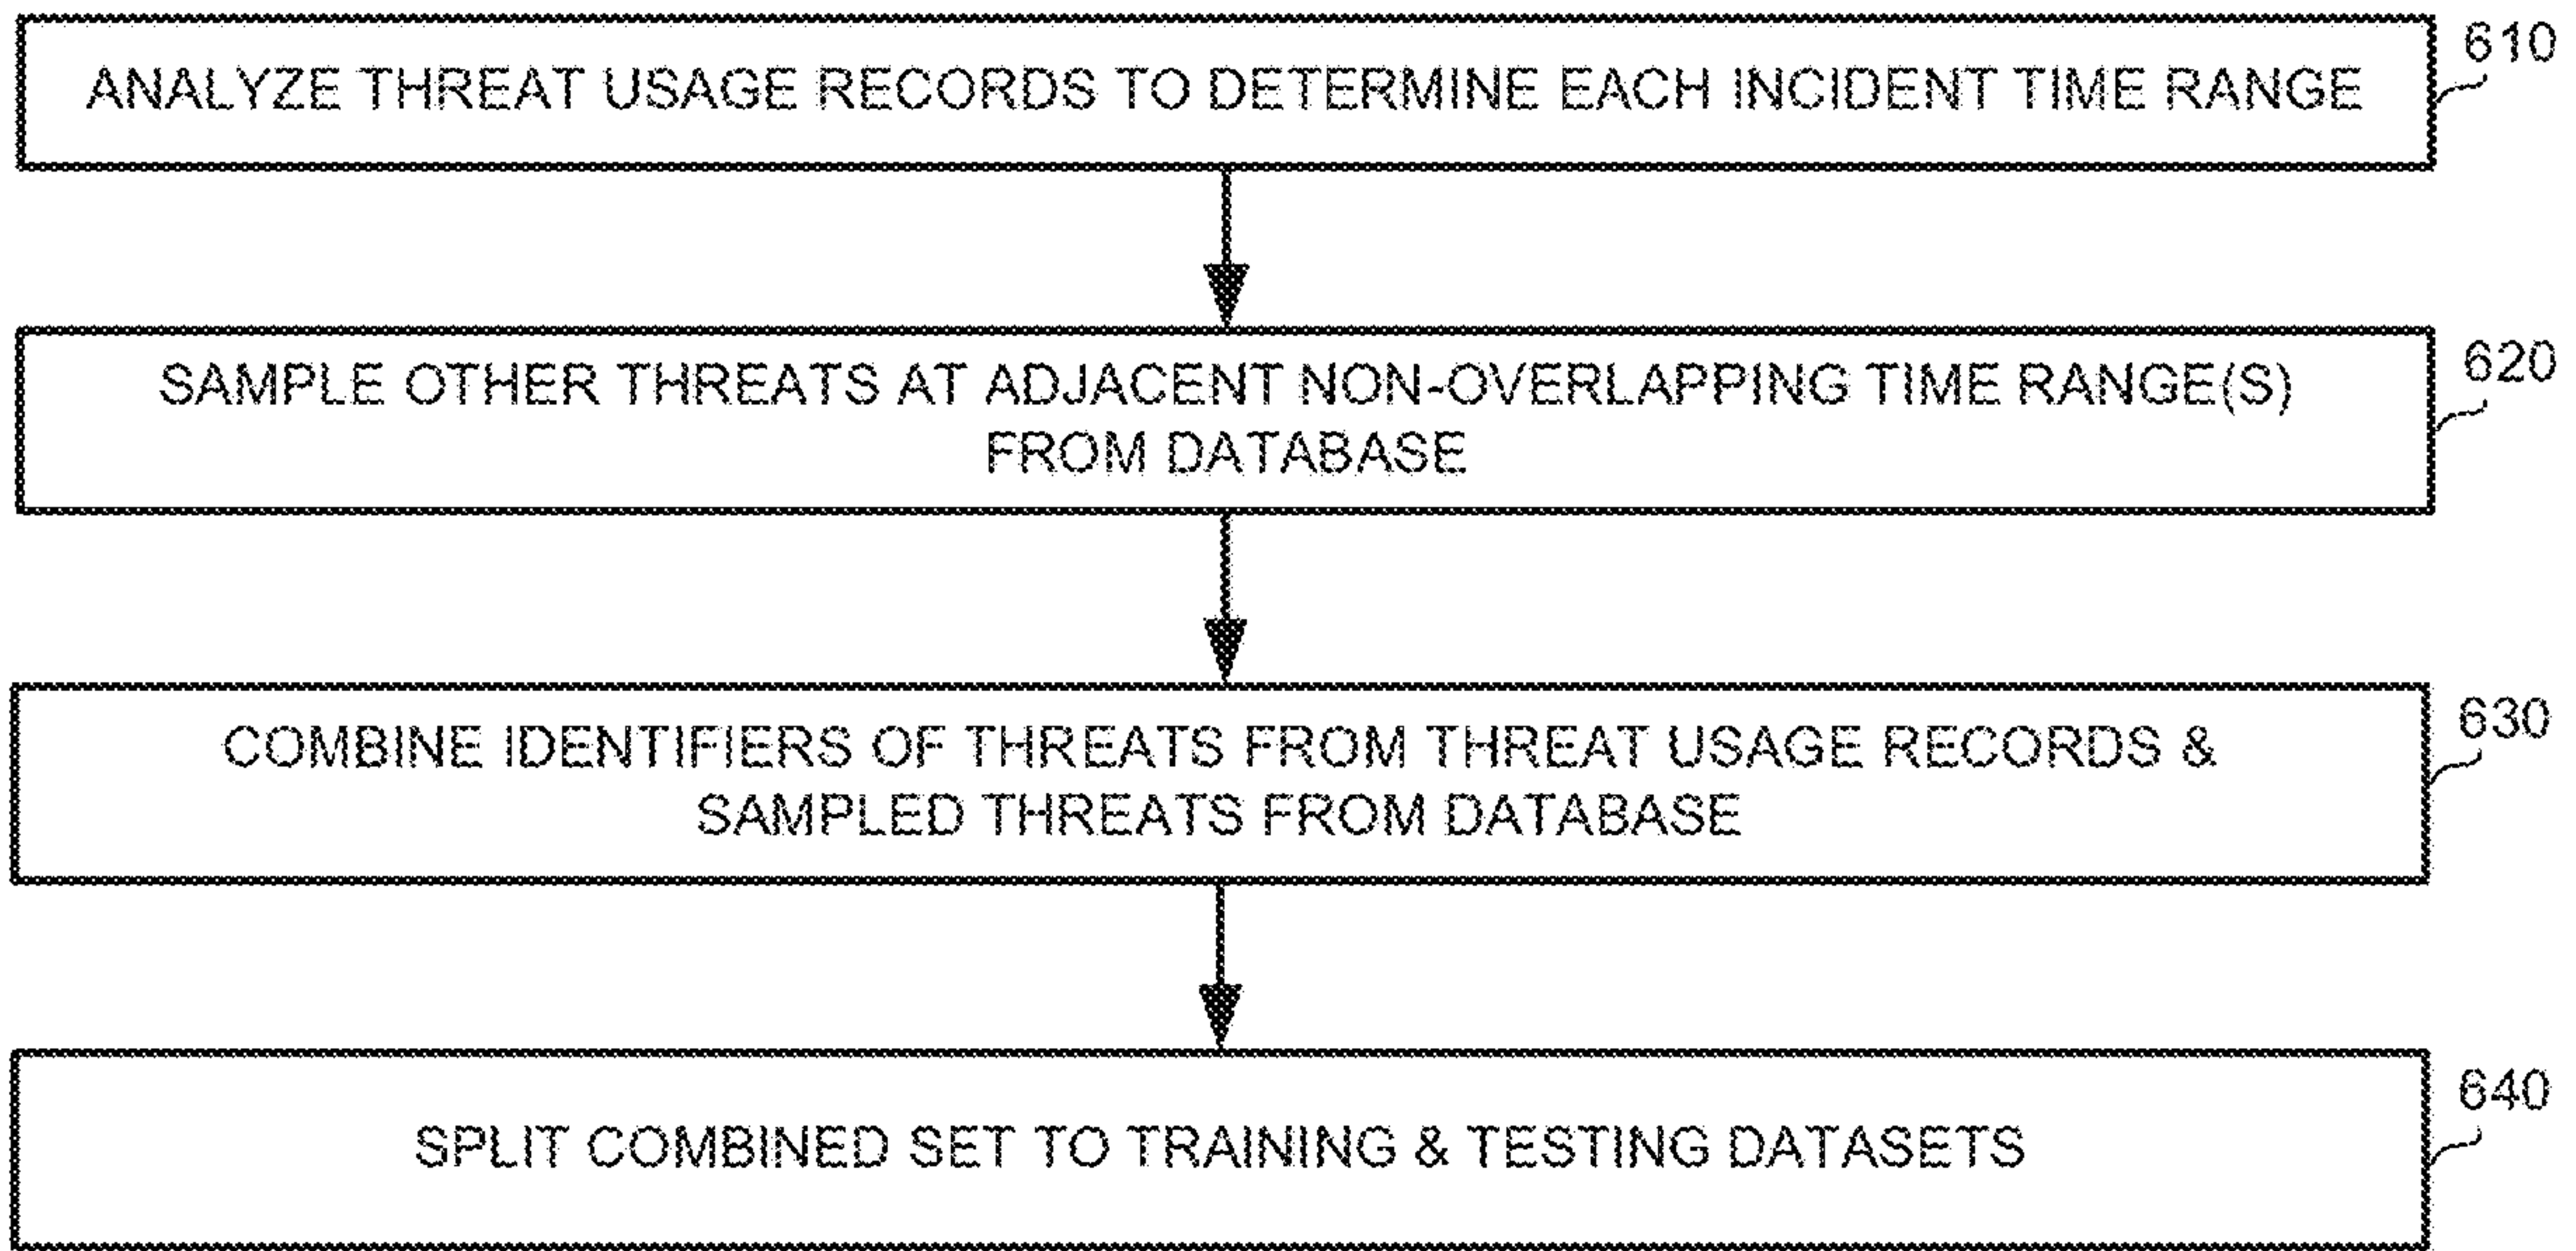 610
ANALYZE THREAT USAGE RECORDS TO DETERMINE EACH INCIDENT TIME RANGE
620
SAMPLE OTHER THREATS AT ADJACENT NON-OVERLAPPING TIME RANGE(S)
FROM DATABASE
630
COMBINE IDENTIFIERS OF THREATS FROM THREAT USAGE RECORDS &
SAMPLED THREATS FROM DATABASE
640
SPLIT COMBINED SET TO TRAINING & TESTING DATASETS